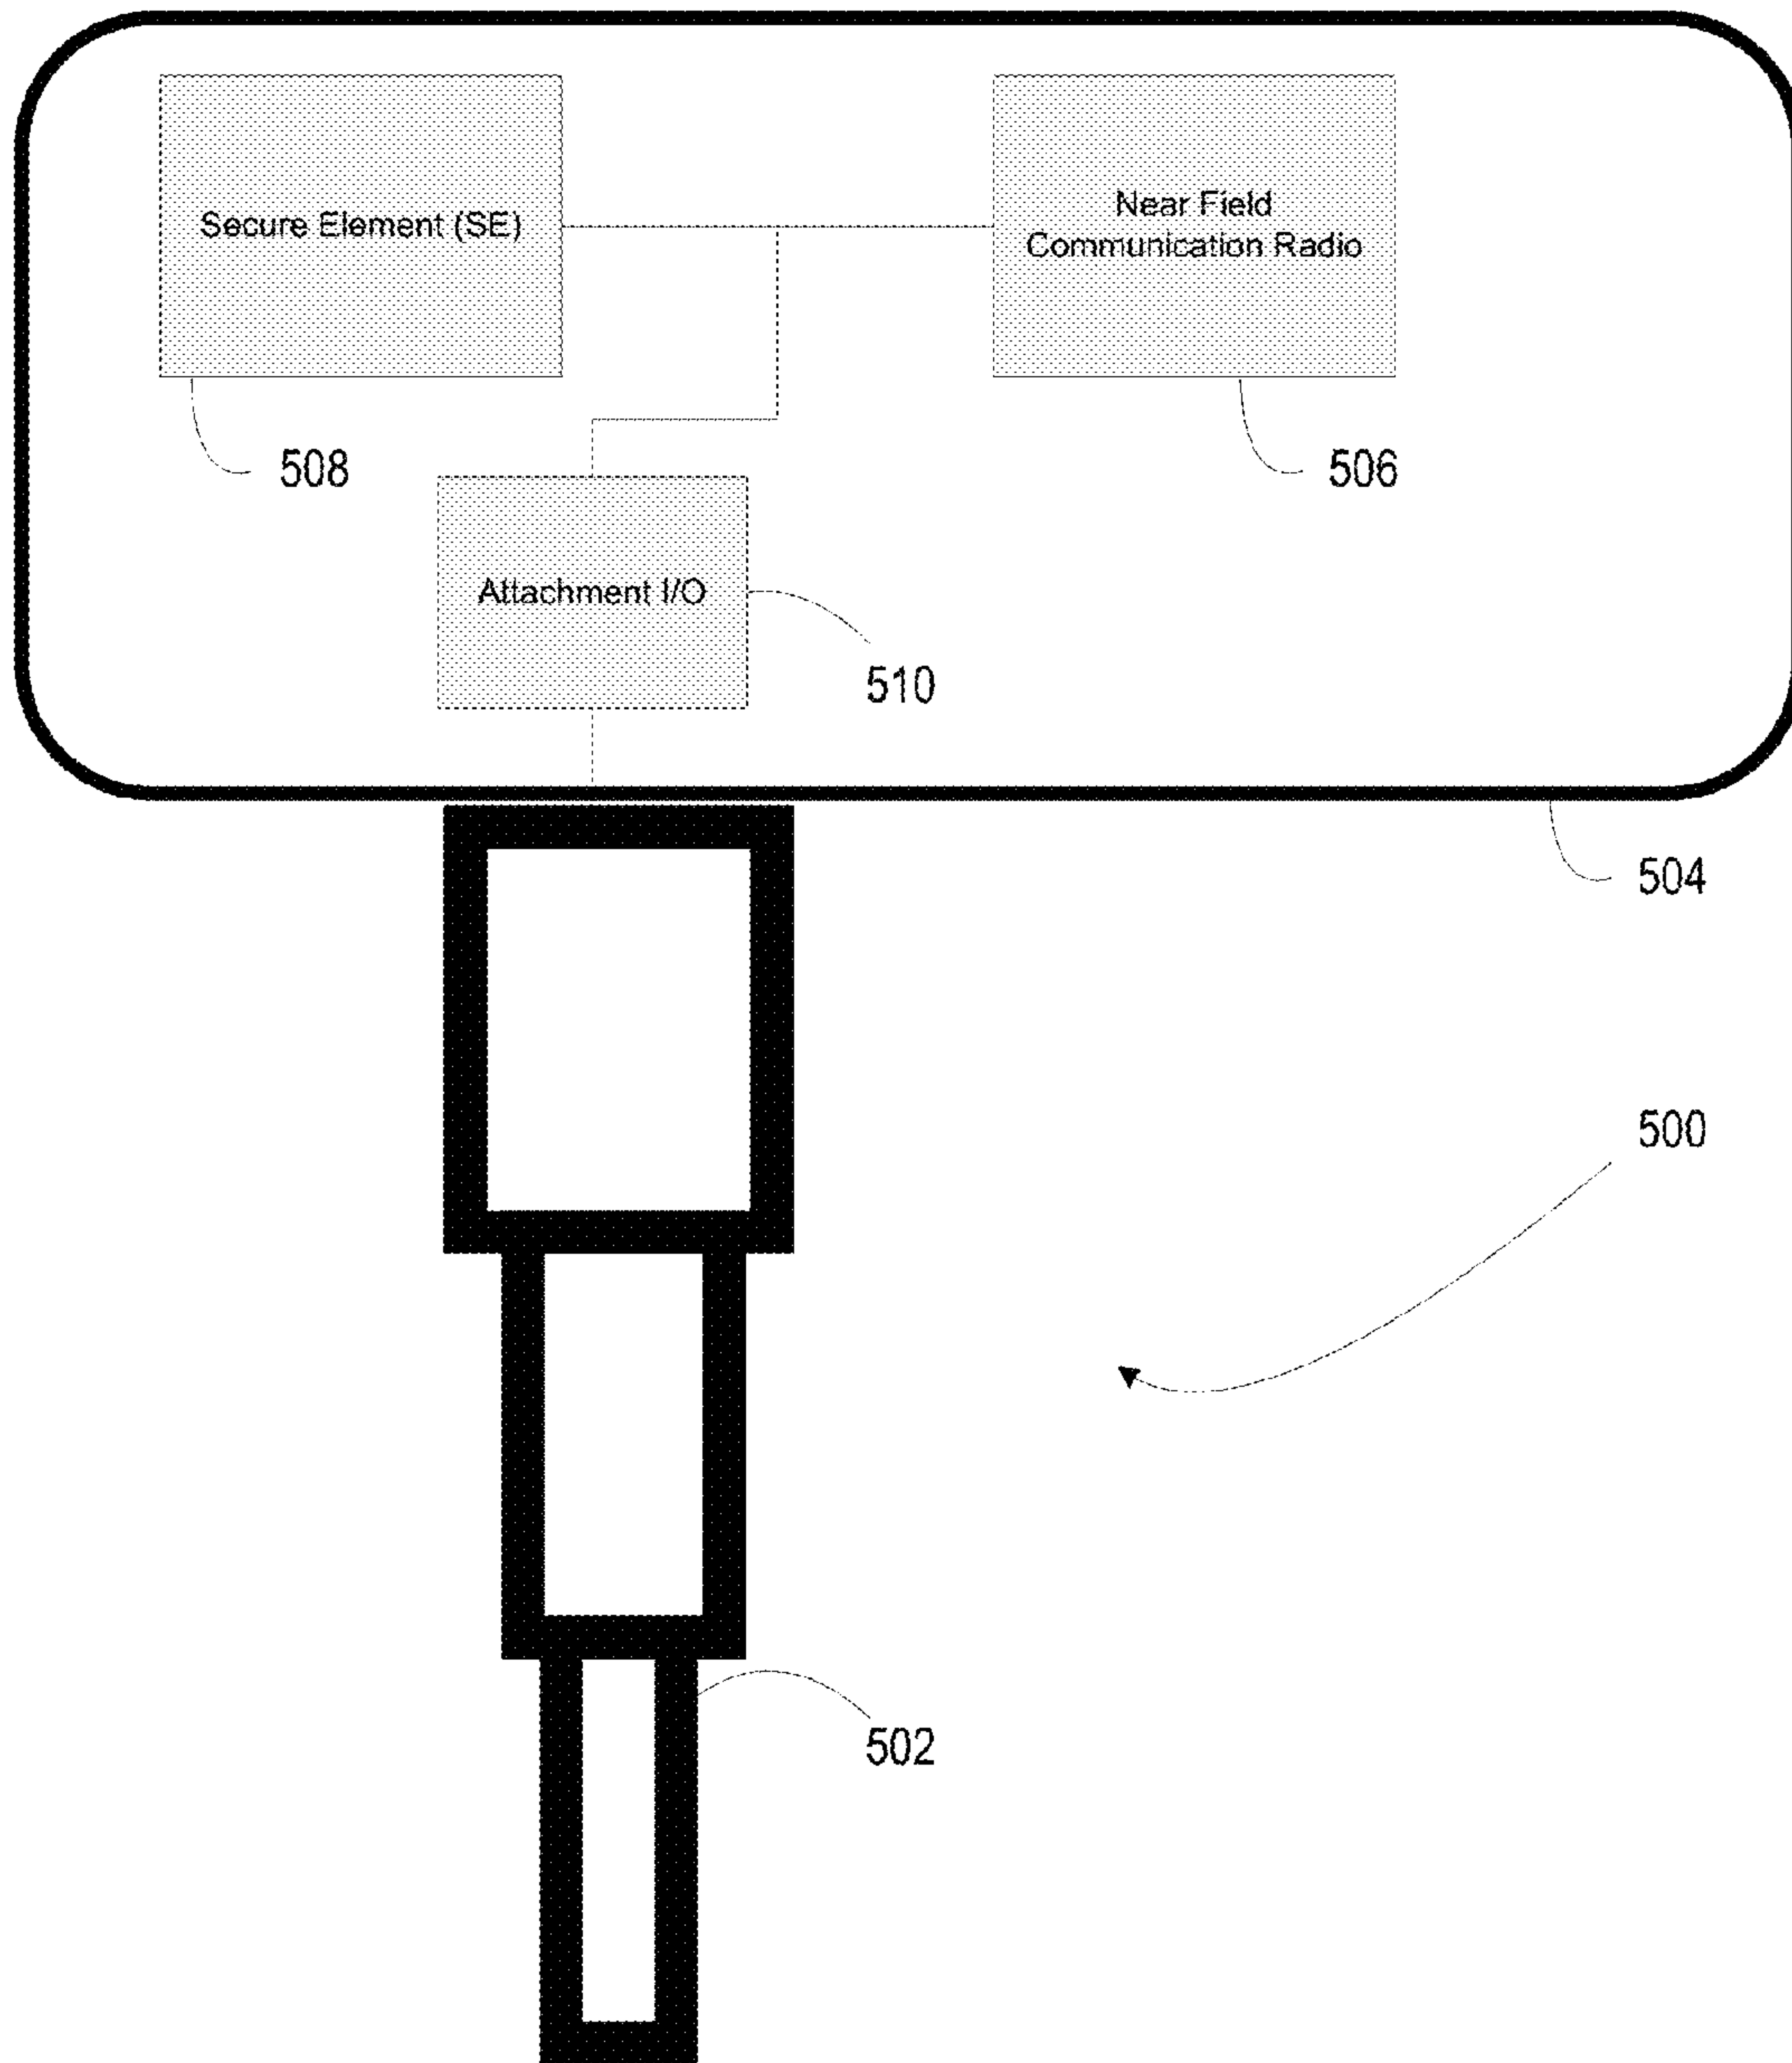 Secure Element (SE)
Near Field
Communication Radio
508
506
Attachment I/O
510
504
500
502